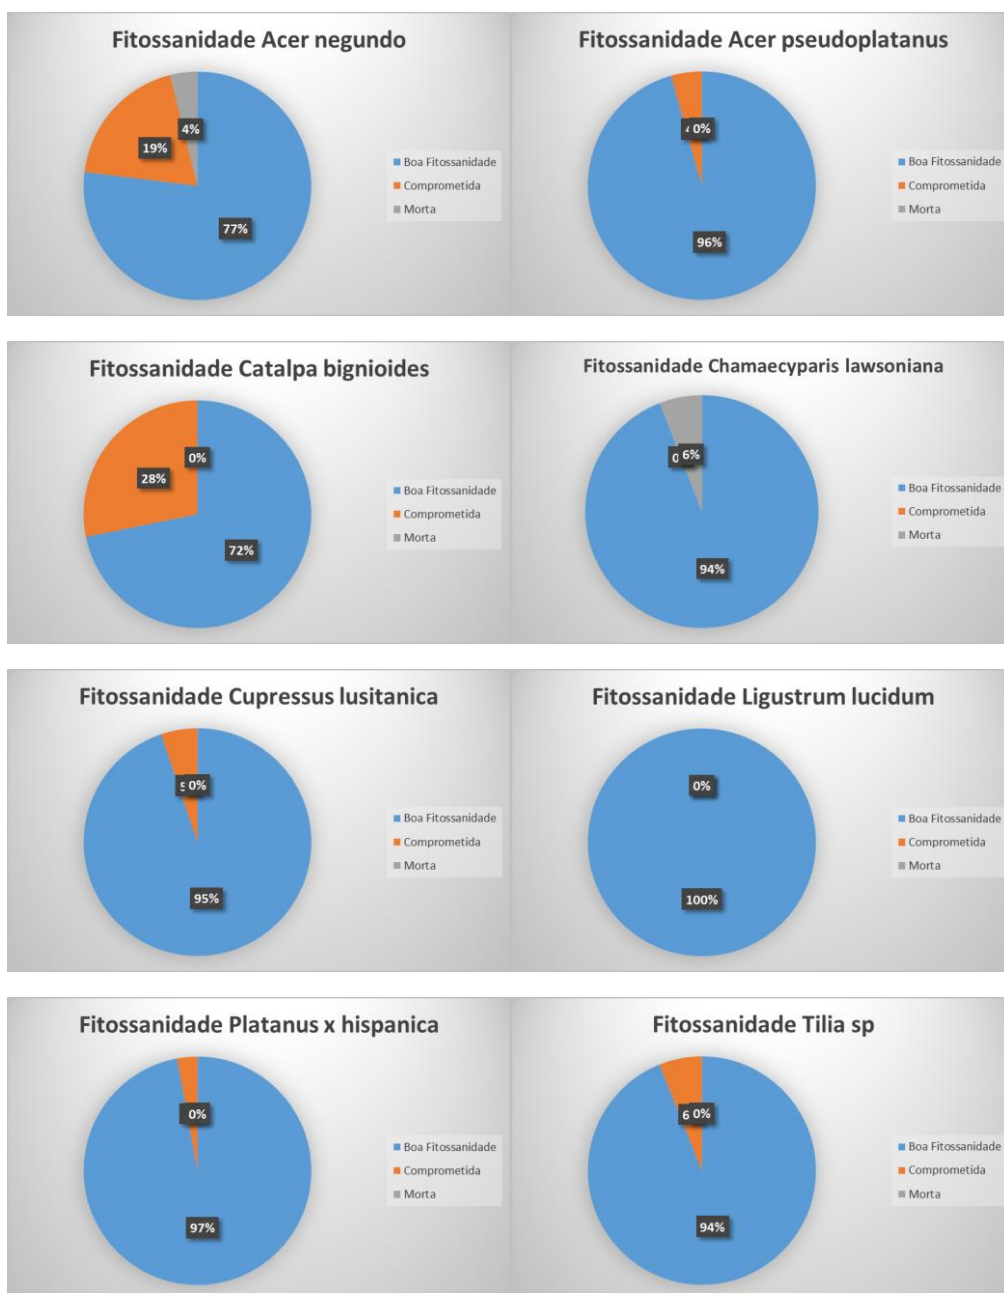 Fitossanidade Acer negundo
4%
19%
77%
Boa Fitossanidade
Comprometida
Morta
Fitossanidade Acer pseudoplatanus
0%
96%
Boa Fitossanidade
Comprometida
Morta
Fitossanidade Catalpa bignioides
0%
28%
72%
Boa Fitossanidade
Comprometida
Morta
Fitossanidade Chamaecyparis lawsoniana
6%
94%
Boa Fitossanidade
Comprometida
Morta
Fitossanidade Cupressus lusitanica
0%
95%
Boa Fitossanidade
Comprometida
Morta
Fitossanidade Ligustrum lucidum
0%
100%
Boa Fitossanidade
Comprometida
Morta
Fitossanidade Platanus x hispanica
0%
97%
Boa Fitossanidade
Comprometida
Morta
Fitossanidade Tilia sp
6 0%
94%
Boa Fitossanidade
Comprometida
Morta